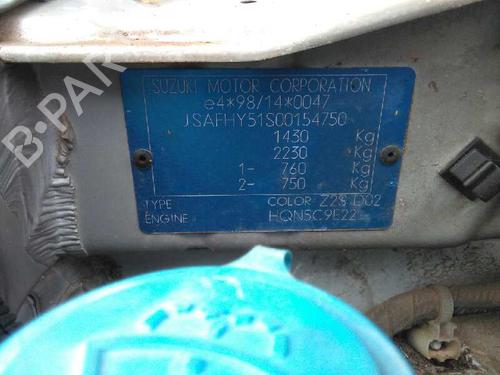 SUZUKI MOTOR CORPORATION
e4*98/14*0047
JSAFHY51S00154750
1430 Kg
2230 Kg
1- 760 Kg
2- 750 Kg
TYPE COLOR Z2S D02
ENGINE HQN5C9E22